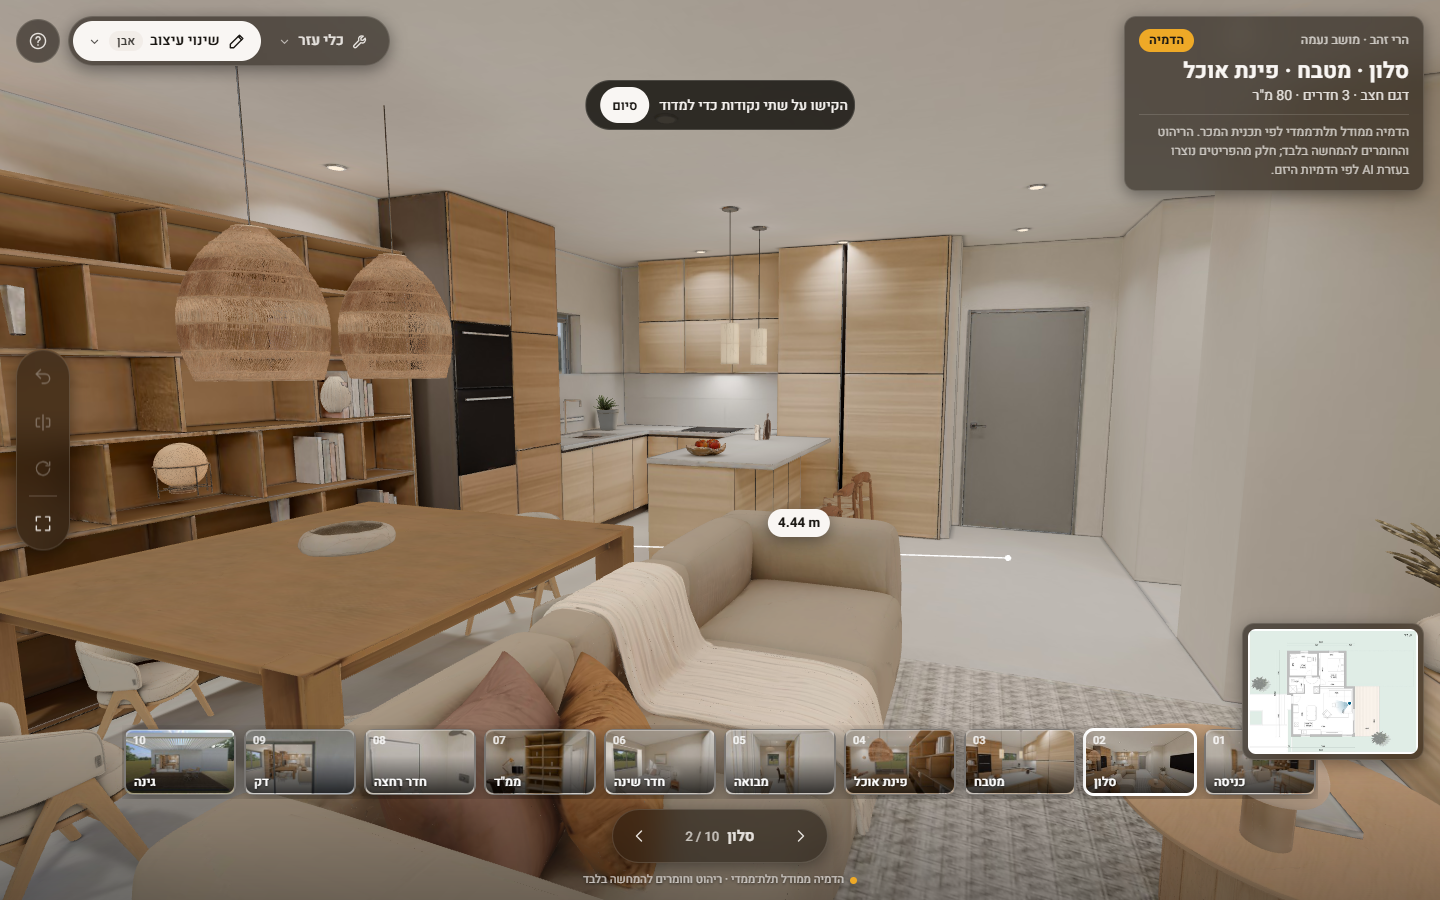 הרי זהב · מושב נעמה
הדמיה
סלון · מטבח · פינת אוכל
דגם חצב · 3 חדרים · 80 מ"ר
הדמיה ממודל תלת־ממדי לפי תכנית המכר. הריהוט
והחומרים להמחשה בלבד; חלק מהפריטים נוצרו
בעזרת AI לפי הדמיות היזם.
כלי עזר
שינוי עיצוב
אבן
הקישו על שתי נקודות כדי למדוד
סיום
4.44 m
01
כניסה
02
סלון
03
מטבח
04
פינת אוכל
05
מבואה
06
חדר שינה
07
ממ"ד
08
חדר רחצה
09
דק
10
גינה
סלון 2 / 10
הדמיה ממודל תלת־ממדי · ריהוט וחומרים להמחשה בלבד